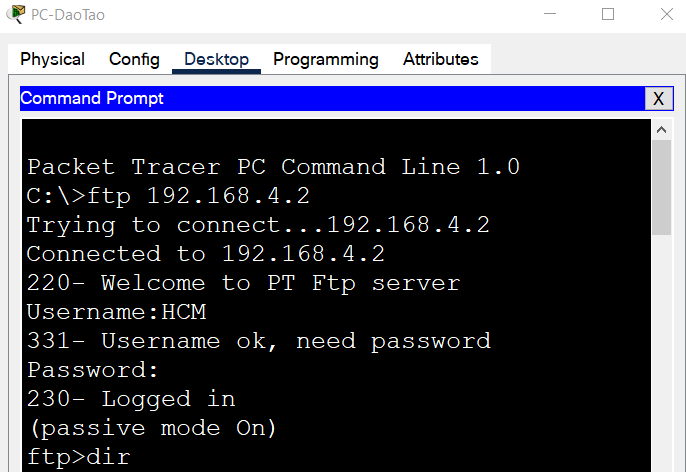 PC-DaoTao
Physical Config Desktop Programming Attributes
Command Prompt X
Packet Tracer PC Command Line 1.0
C:\>ftp 192.168.4.2
Trying to connect...192.168.4.2
Connected to 192.168.4.2
220- Welcome to PT Ftp server
Username:HCM
331- Username ok, need password
Password:
230- Logged in
(passive mode On)
ftp>dir